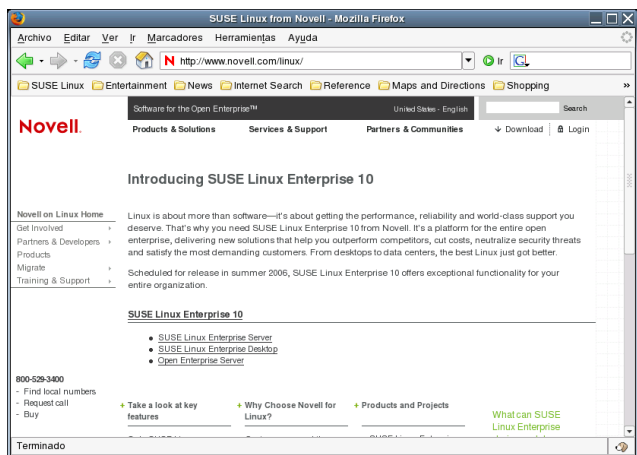 SUSE Linux from Novell - Mozilla Firefox
Archivo Editar Ver Ir Marcadores Herramientas Ayuda
http://www.novell.com/linux/ Ir
SUSE Linux Entertainment News Internet Search Reference Maps and Directions Shopping »
Software for the Open Enterprise™ United States - English Search
Novell.
Products & Solutions Services & Support Partners & Communities Download Login
Introducing SUSE Linux Enterprise 10
Novell on Linux Home
Get Involved
Partners & Developers
Products
Migrate
Training & Support
Linux is about more than software—it's about getting the performance, reliability and world-class support you
deserve. That's why you need SUSE Linux Enterprise 10 from Novell. It's a platform for the entire open
enterprise, delivering new solutions that help you outperform competitors, cut costs, neutralize security threats
and satisfy the most demanding customers. From desktops to data centers, the best Linux just got better.
Scheduled for release in summer 2006, SUSE Linux Enterprise 10 offers exceptional functionality for your
entire organization.
SUSE Linux Enterprise 10
SUSE Linux Enterprise Server
SUSE Linux Enterprise Desktop
Open Enterprise Server
800-529-3400
- Find local numbers
- Request call
- Buy
+ Take a look at key
features
+ Why Choose Novell for
Linux?
+ Products and Projects
What can SUSE
Linux Enterprise
Terminado